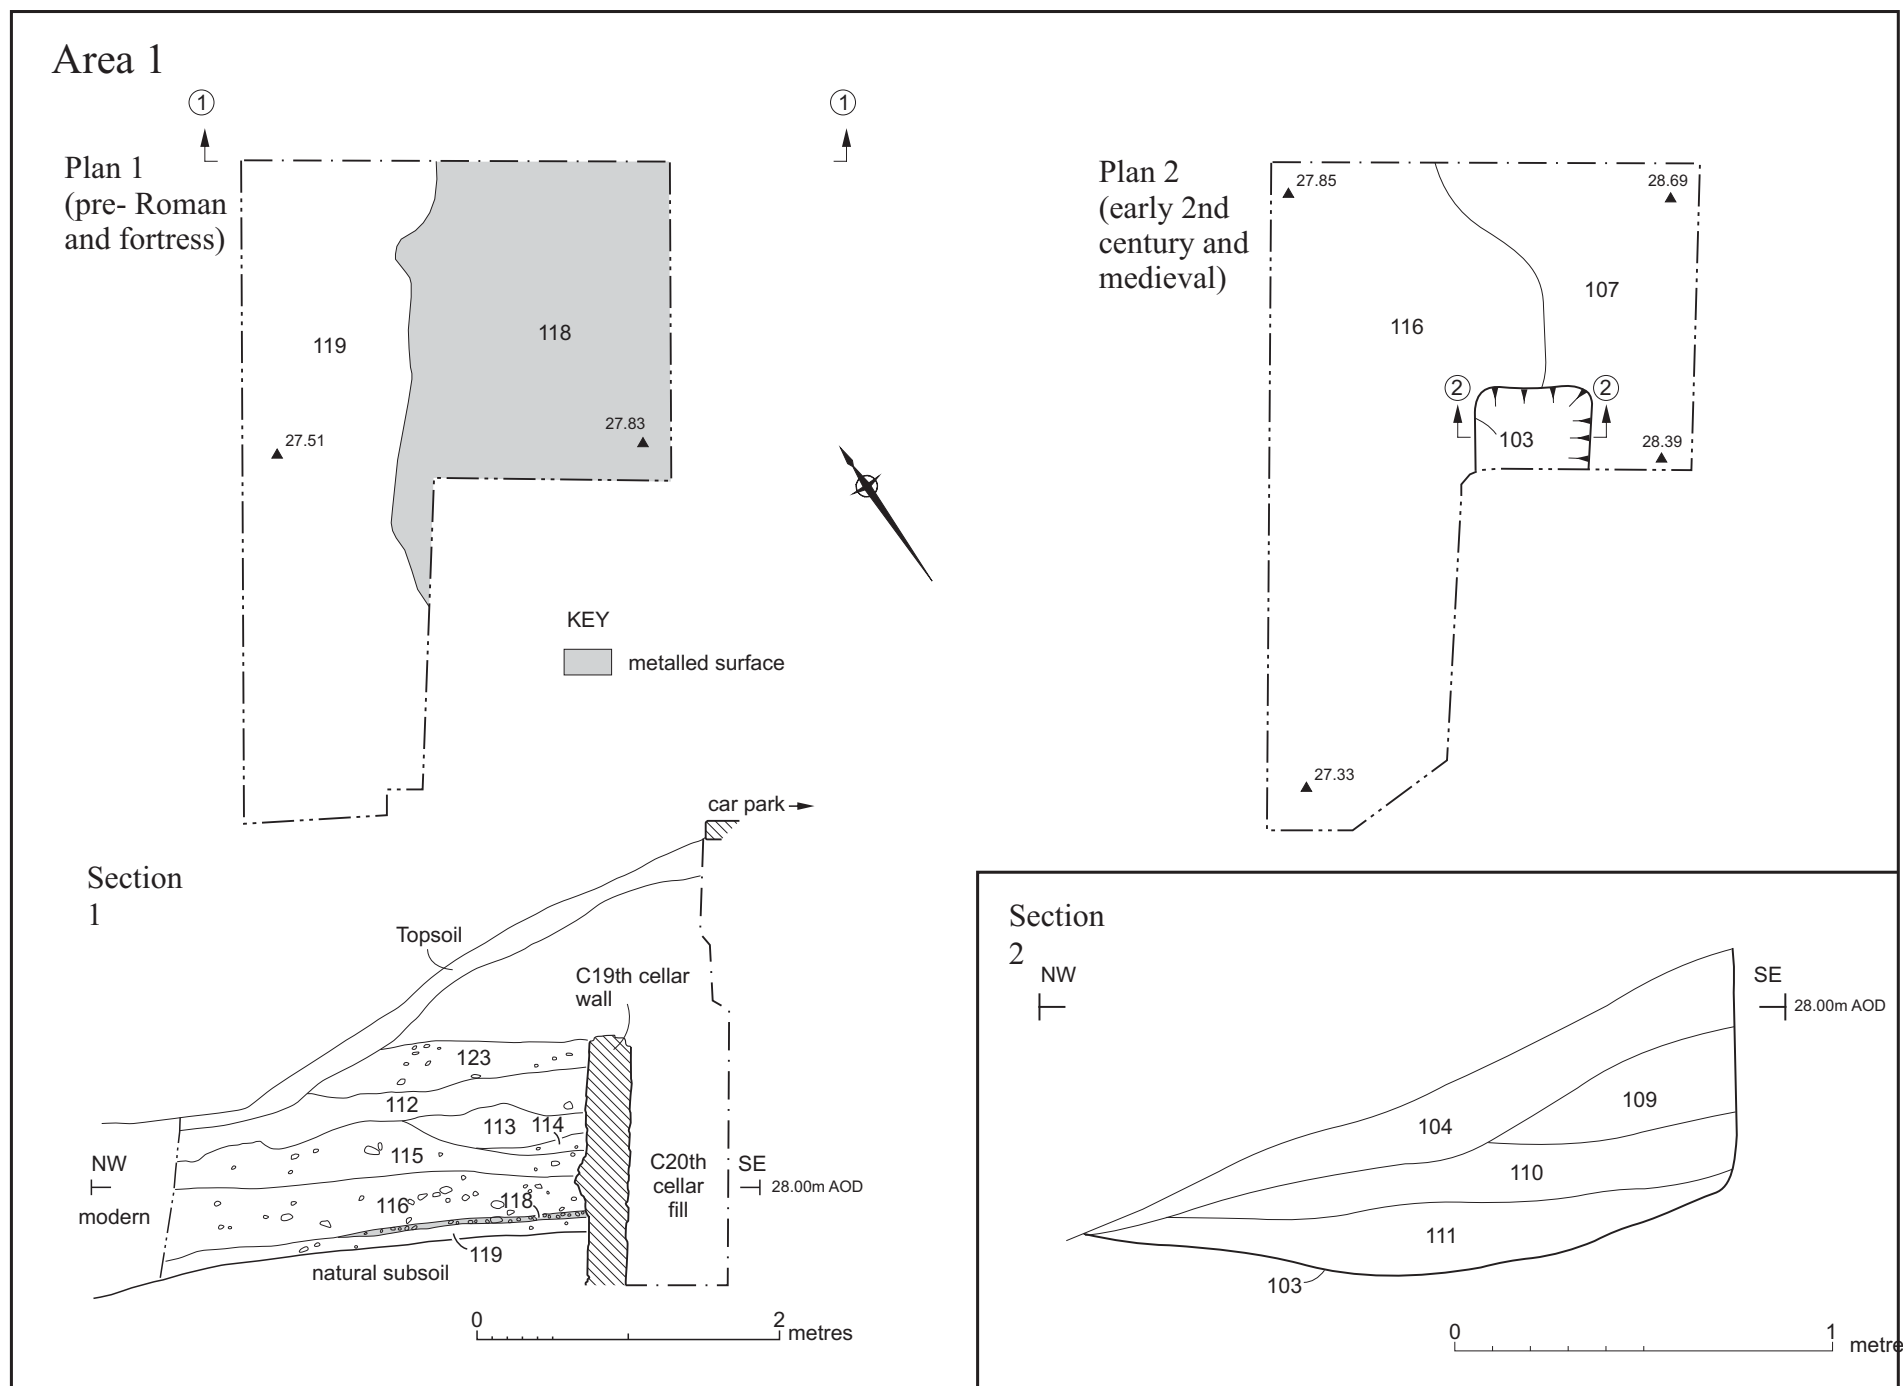 Area 1
1
1
Plan 1
(pre- Roman
and fortress)
119
118
27.51
27.83
KEY
metalled surface
Plan 2
(early 2nd
century and
medieval)
27.85
28.69
107
116
2
2
103
28.39
27.33
Section
1
car park
Topsoil
C19th cellar
wall
123
112
113
114
115
116
118
119
NW
modern
natural subsoil
C20th
cellar
fill
SE
28.00m AOD
0
2
metres
Section
2
NW
SE
28.00m AOD
104
109
110
111
103
0
1
metre